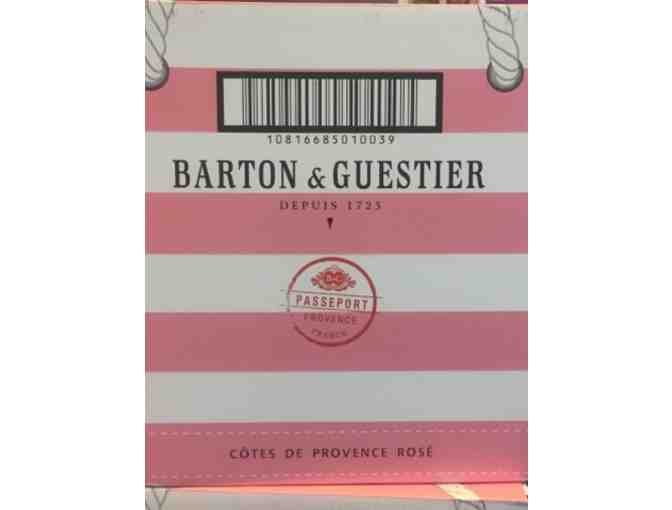 10816685010039
BARTON & GUESTIER
DEPUIS 1725
B&G
PASSEPORT
PROVENCE
FRANCE
CÔTES DE PROVENCE ROSÉ